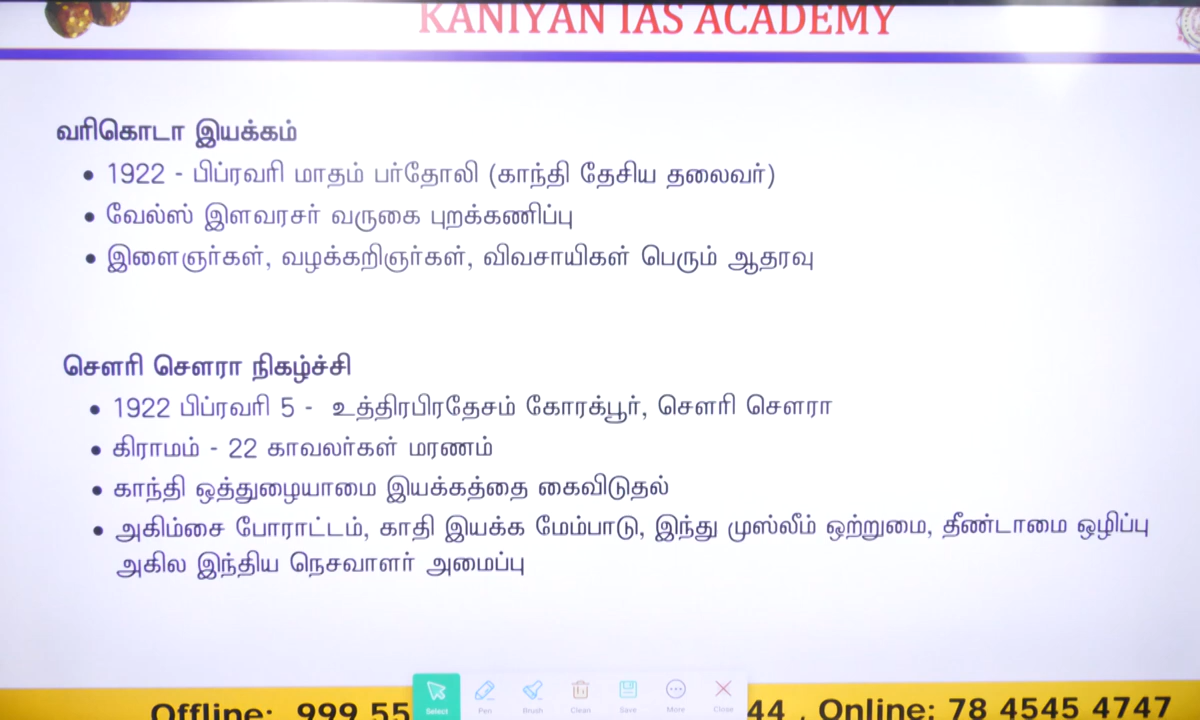 KANIYAN IAS ACADEMY
வரிகொடா இயக்கம்
• 1922 - பிப்ரவரி மாதம் பர்தோலி (காந்தி தேசிய தலைவர்)
• வேல்ஸ் இளவரசர் வருகை புறக்கணிப்பு
• இளைஞர்கள், வழக்கறிஞர்கள், விவசாயிகள் பெரும் ஆதரவு
சௌரி சௌரா நிகழ்ச்சி
• 1922 பிப்ரவரி 5 - உத்திரபிரதேசம் கோரக்பூர், சௌரி சௌரா
• கிராமம் - 22 காவலர்கள் மரணம்
• காந்தி ஒத்துழையாமை இயக்கத்தை கைவிடுதல்
• அகிம்சை போராட்டம், காதி இயக்க மேம்பாடு, இந்து முஸ்லீம் ஒற்றுமை, தீண்டாமை ஒழிப்பு
அகில இந்திய நெசவாளர் அமைப்பு
Select Pen Brush Clean Save More Close
Offline: 999 55 44 , Online: 78 4545 4747